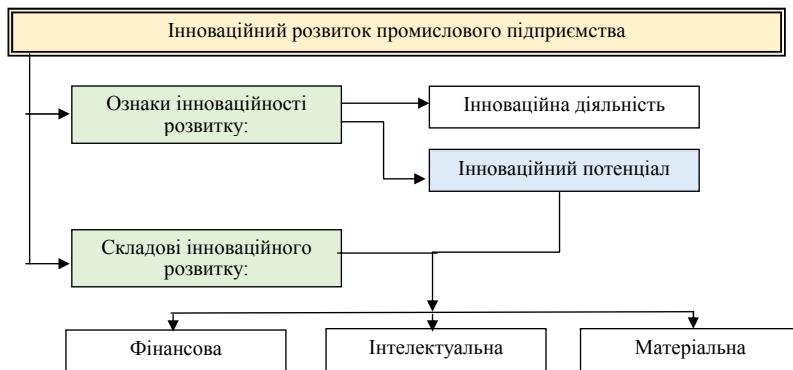 Інноваційний розвиток промислового підприємства
Ознаки інноваційності
розвитку:
Інноваційна діяльність
Інноваційний потенціал
Складові інноваційного
розвитку:
Фінансова
Інтелектуальна
Матеріальна